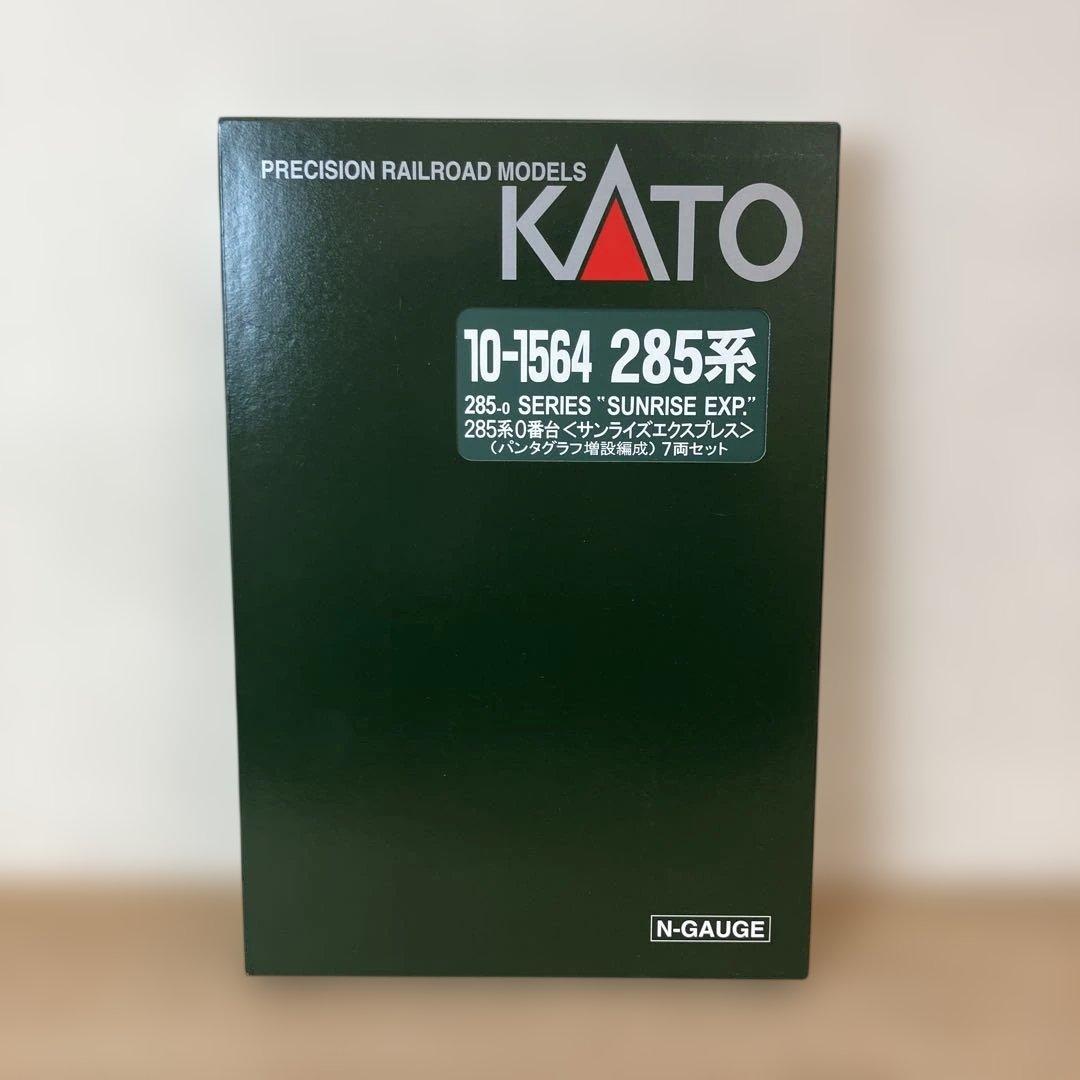 PRECISION RAILROAD MODELS
KATO
10-1564 285系
285-0 SERIES "SUNRISE EXP."
285系0番台<サンライズエクスプレス>
(パンタグラフ増設編成) 7両セット
N-GAUGE